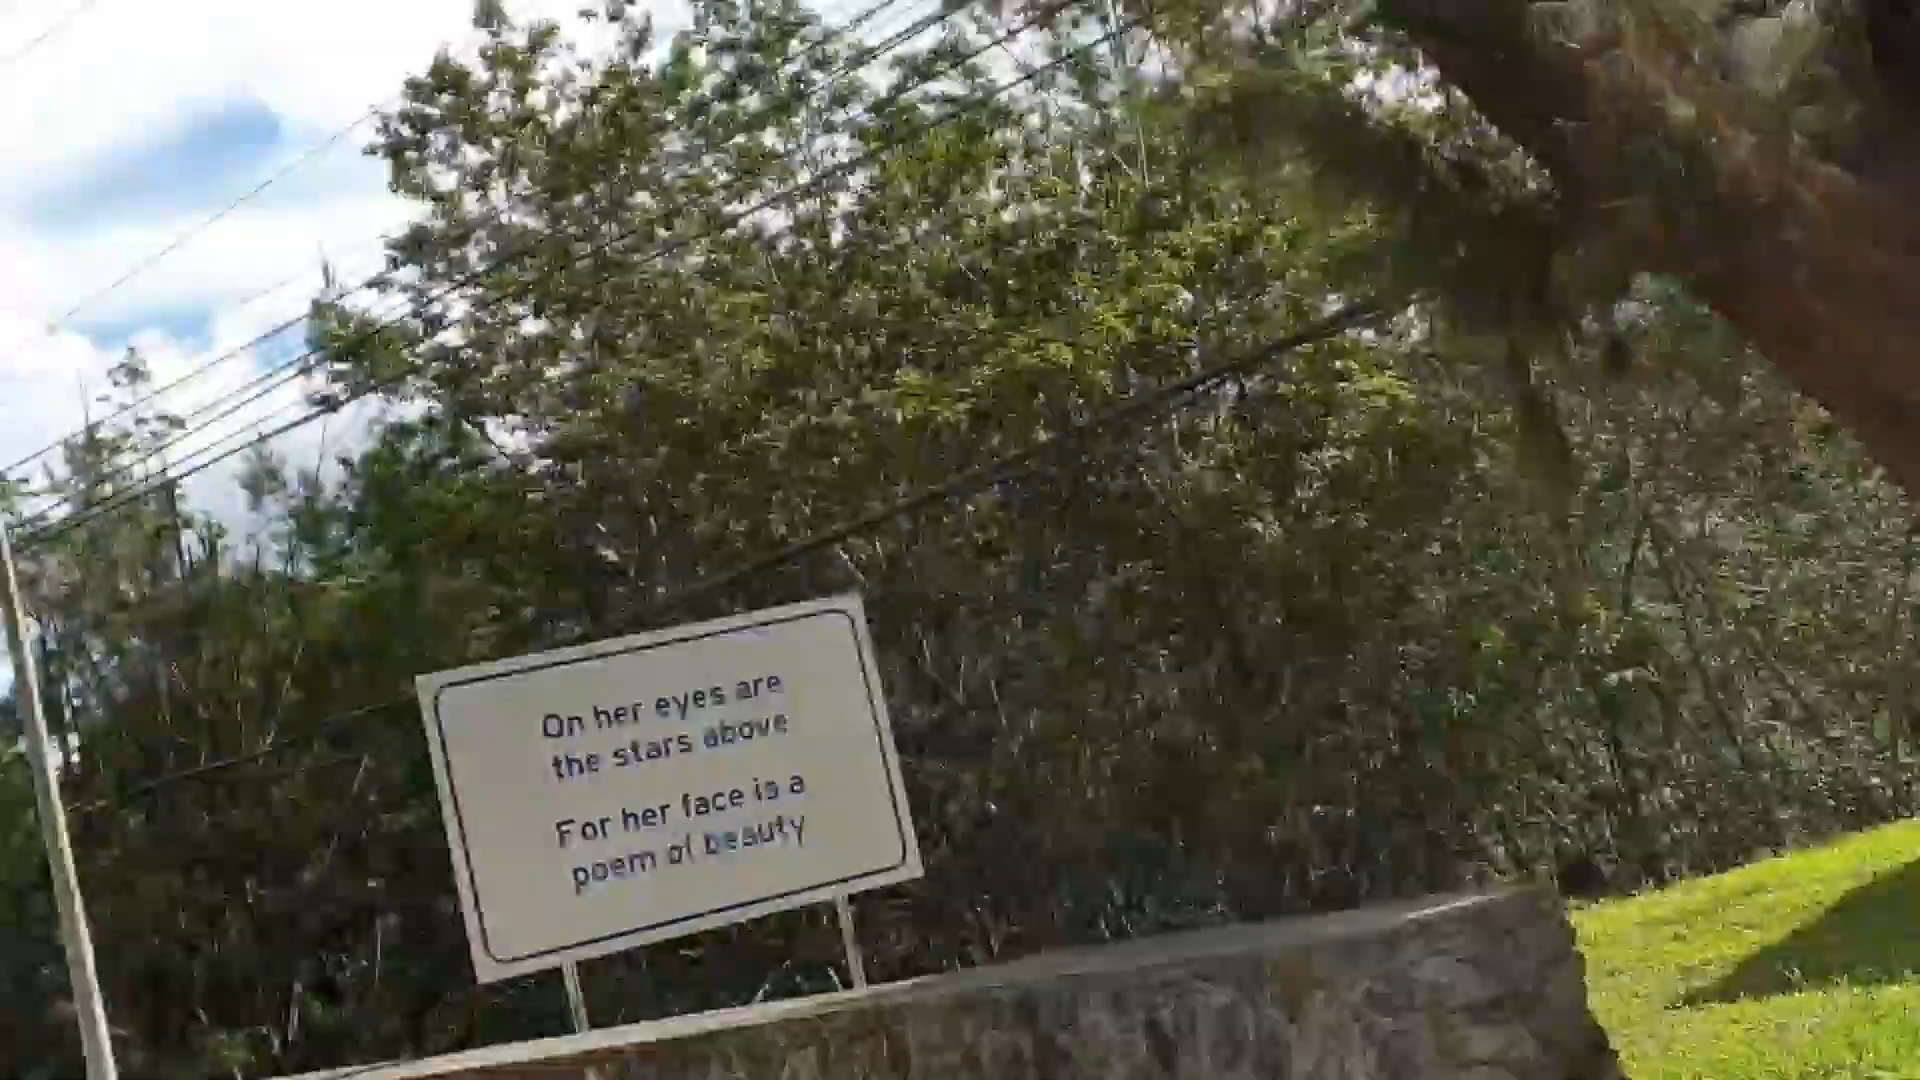 On her eyes are
the stars above
For her face is a
poem of beauty